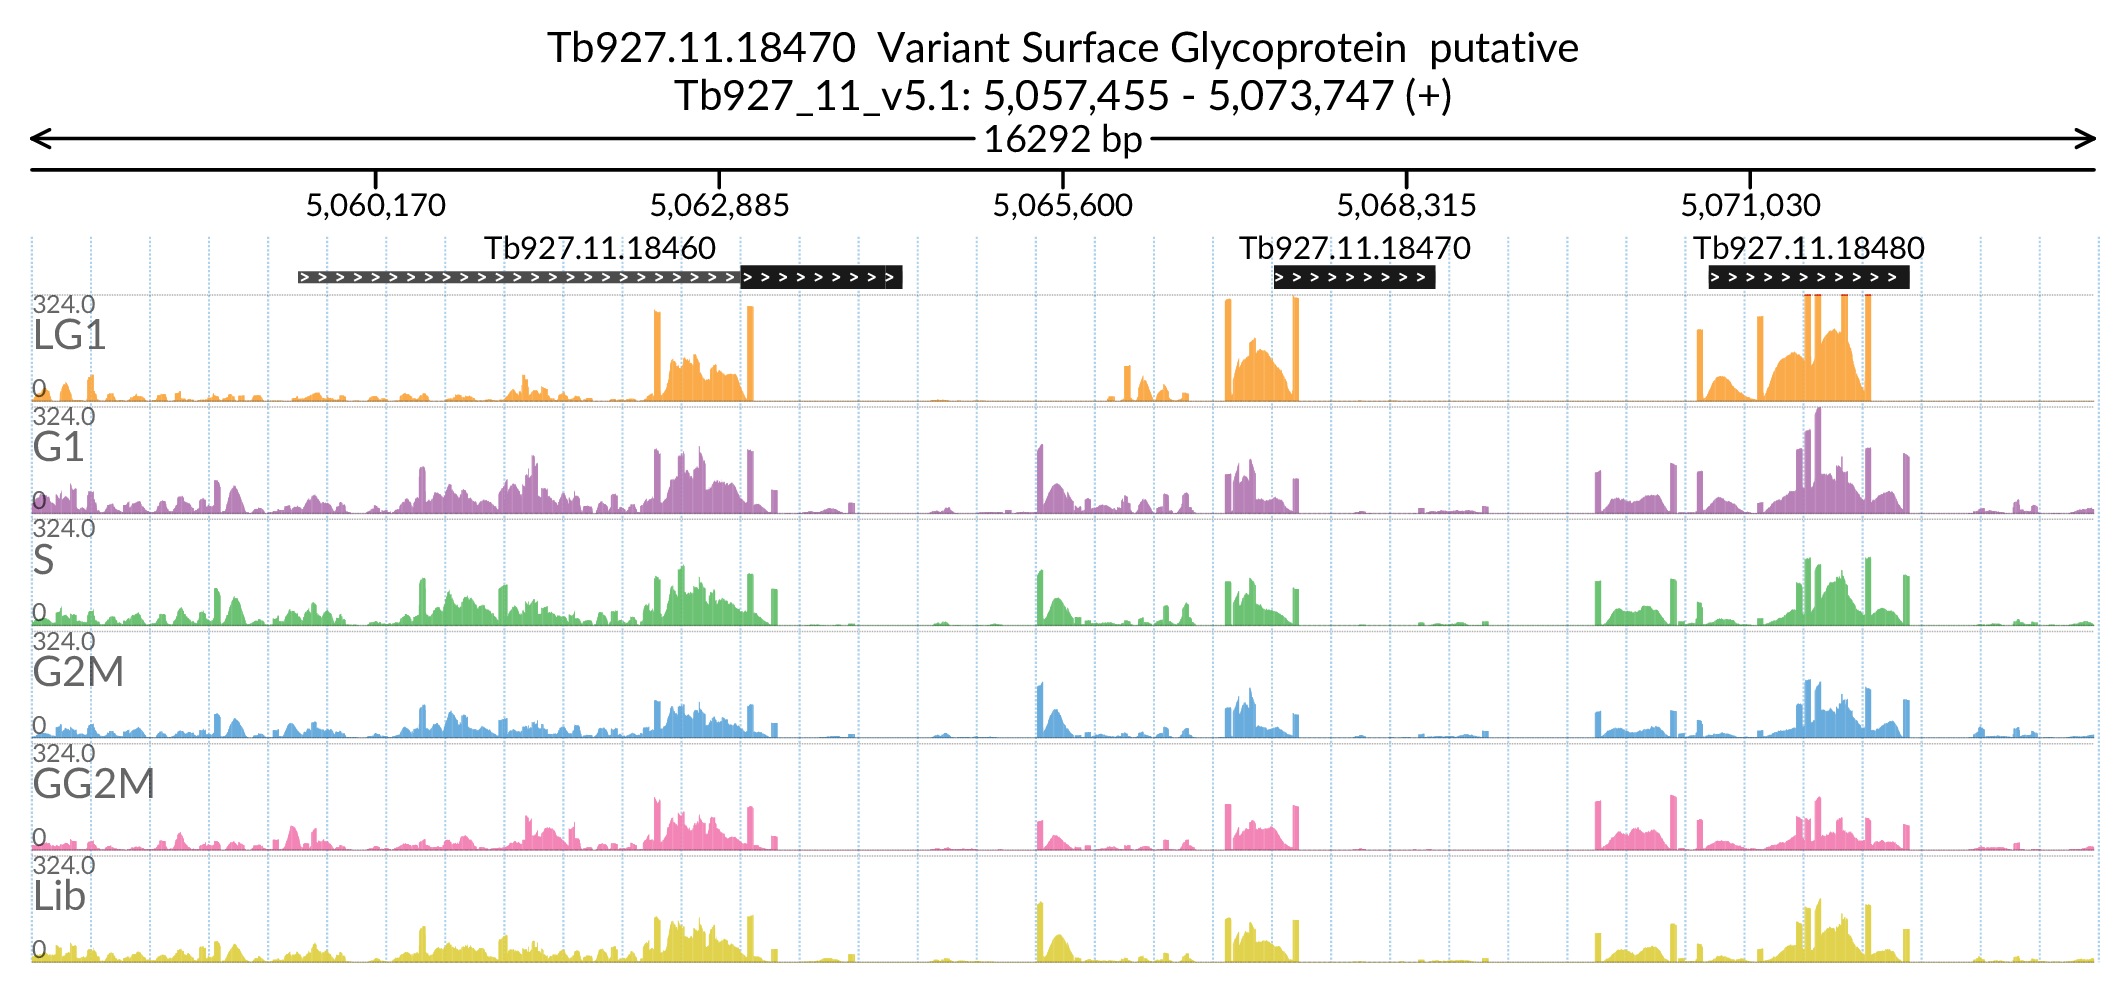 Tb927.11.18470  Variant Surface Glycoprotein  putative
Tb927_11_v5.1: 5,057,455 - 5,073,747 (+)
16292 bp
5,060,170 5,062,885 5,065,600 5,068,315 5,071,030
Tb927.11.18460 Tb927.11.18470 Tb927.11.18480
324.0
LG1
0
324.0
G1
0
324.0
S
0
324.0
G2M
0
324.0
GG2M
0
324.0
Lib
0